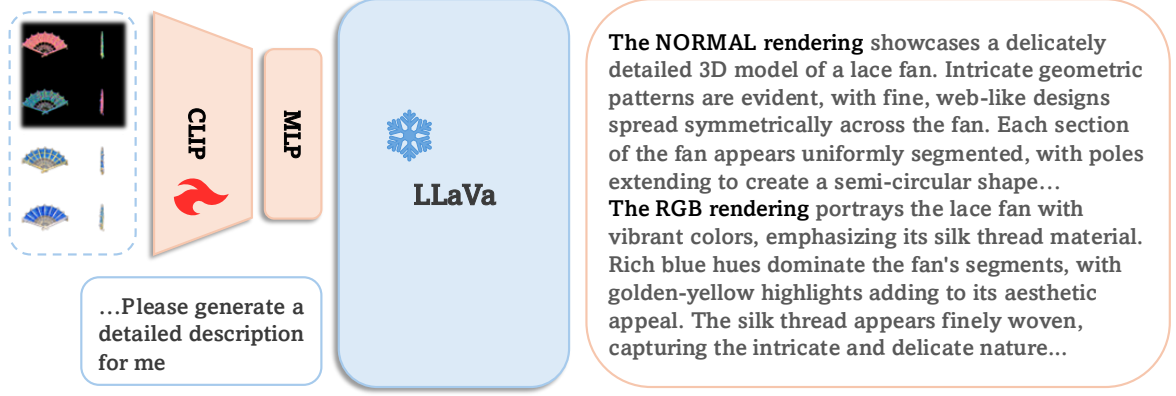 CLIP
MLP
LLaVa
...Please generate a
detailed description
for me
The NORMAL rendering showcases a delicately
detailed 3D model of a lace fan. Intricate geometric
patterns are evident, with fine, web-like designs
spread symmetrically across the fan. Each section
of the fan appears uniformly segmented, with poles
extending to create a semi-circular shape...
The RGB rendering portrays the lace fan with
vibrant colors, emphasizing its silk thread material.
Rich blue hues dominate the fan's segments, with
golden-yellow highlights adding to its aesthetic
appeal. The silk thread appears finely woven,
capturing the intricate and delicate nature...